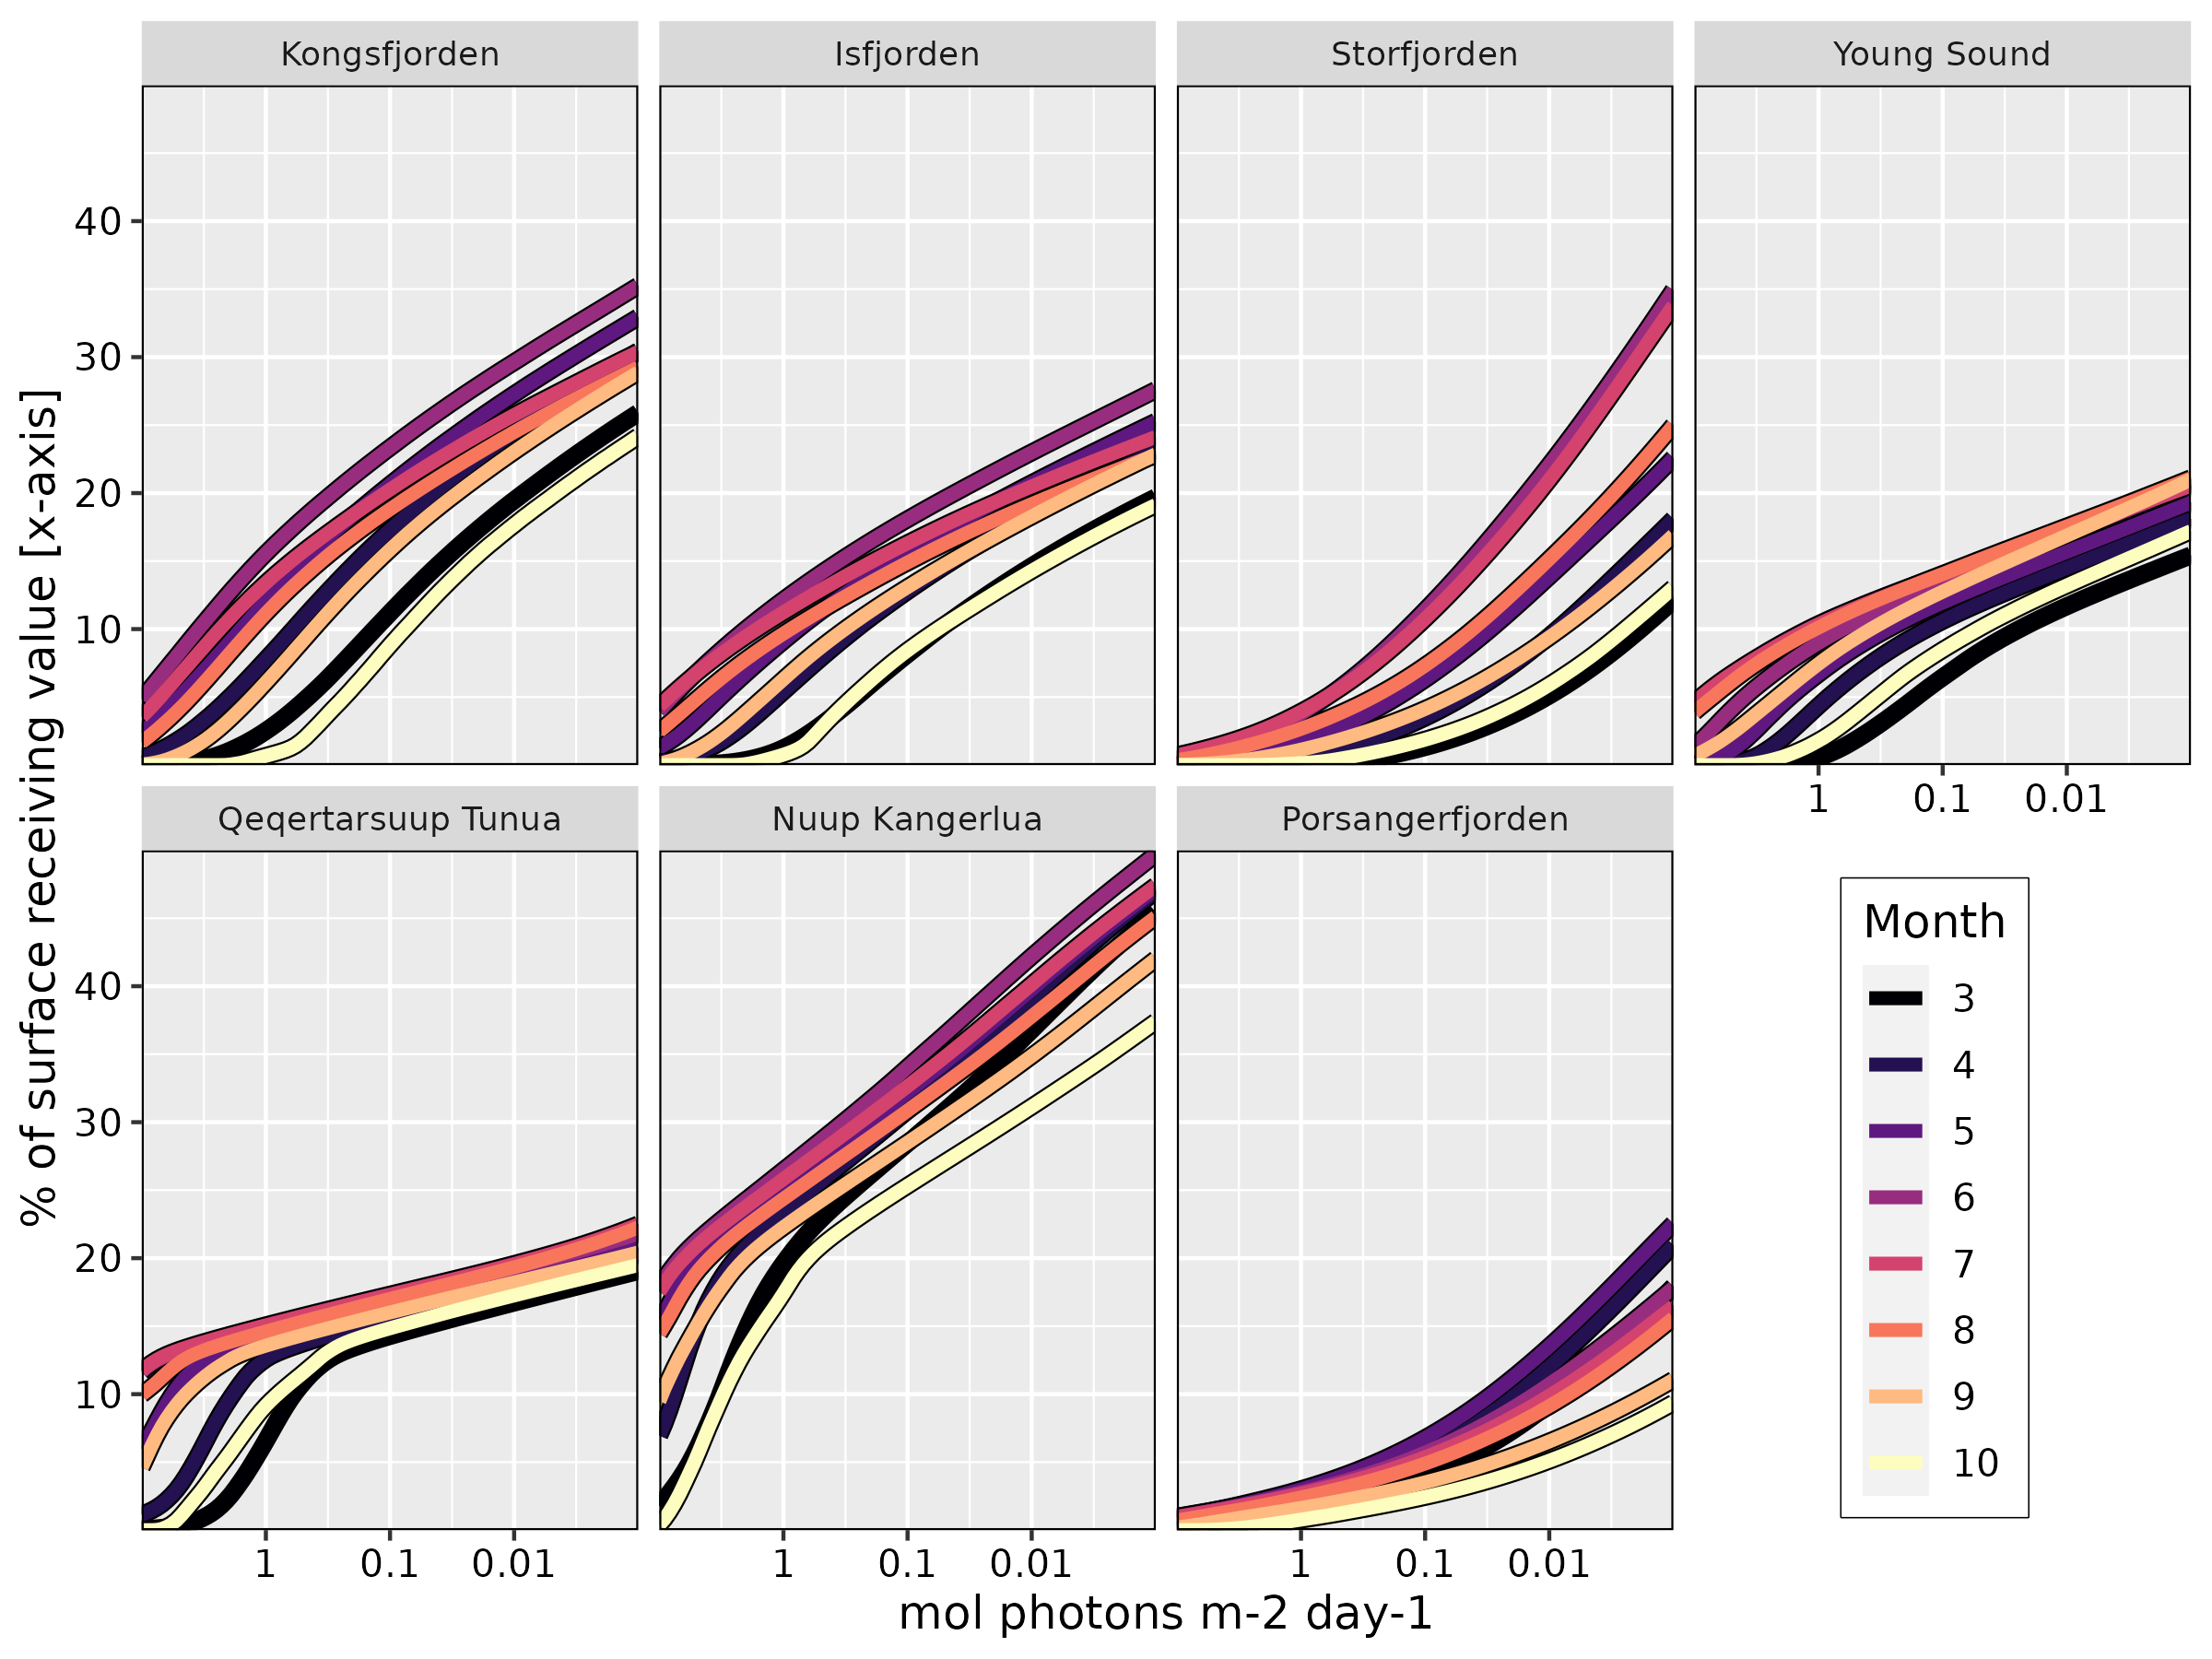 Kongsfjorden
Isfjorden
Storfjorden
Young Sound
40
30
20
10
1 0.1 0.01
Qeqertarsuup Tunua
Nuup Kangerlua
Porsangerfjorden
40
30
20
10
1 0.1 0.01
1 0.1 0.01
1 0.1 0.01
% of surface receiving value [x-axis]
mol photons m-2 day-1
Month
3
4
5
6
7
8
9
10